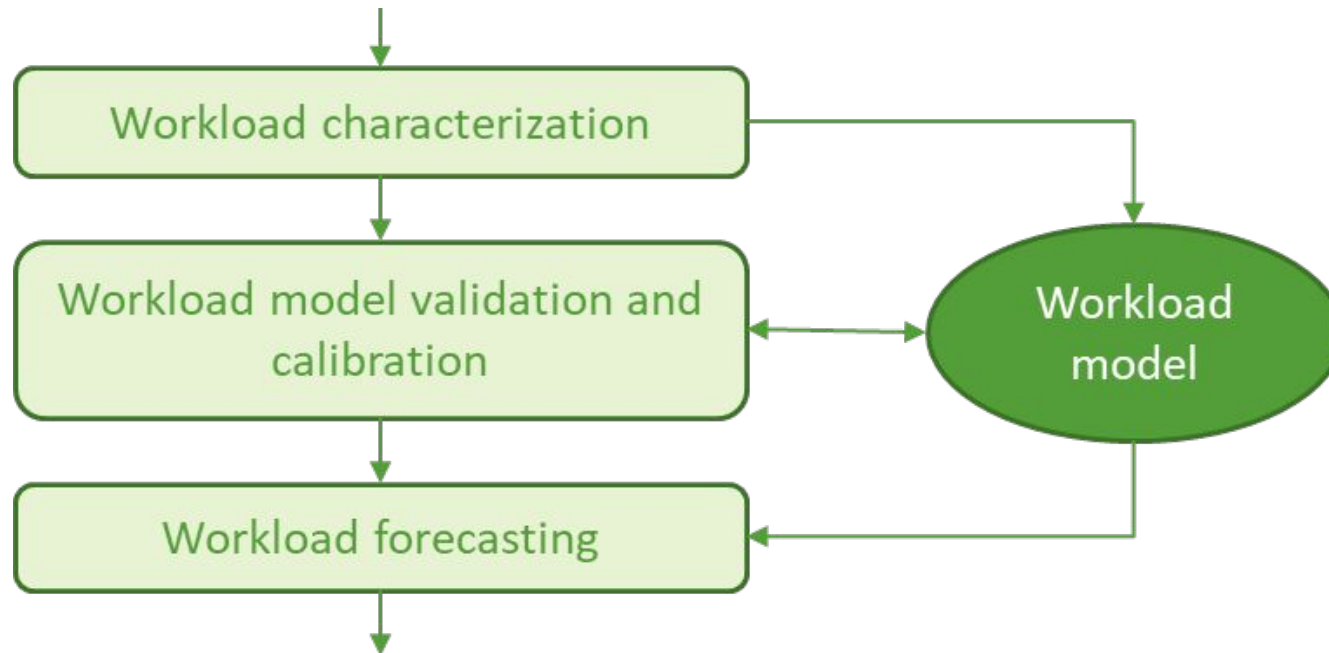 Workload characterization
Workload model validation and
calibration
Workload
model
Workload forecasting